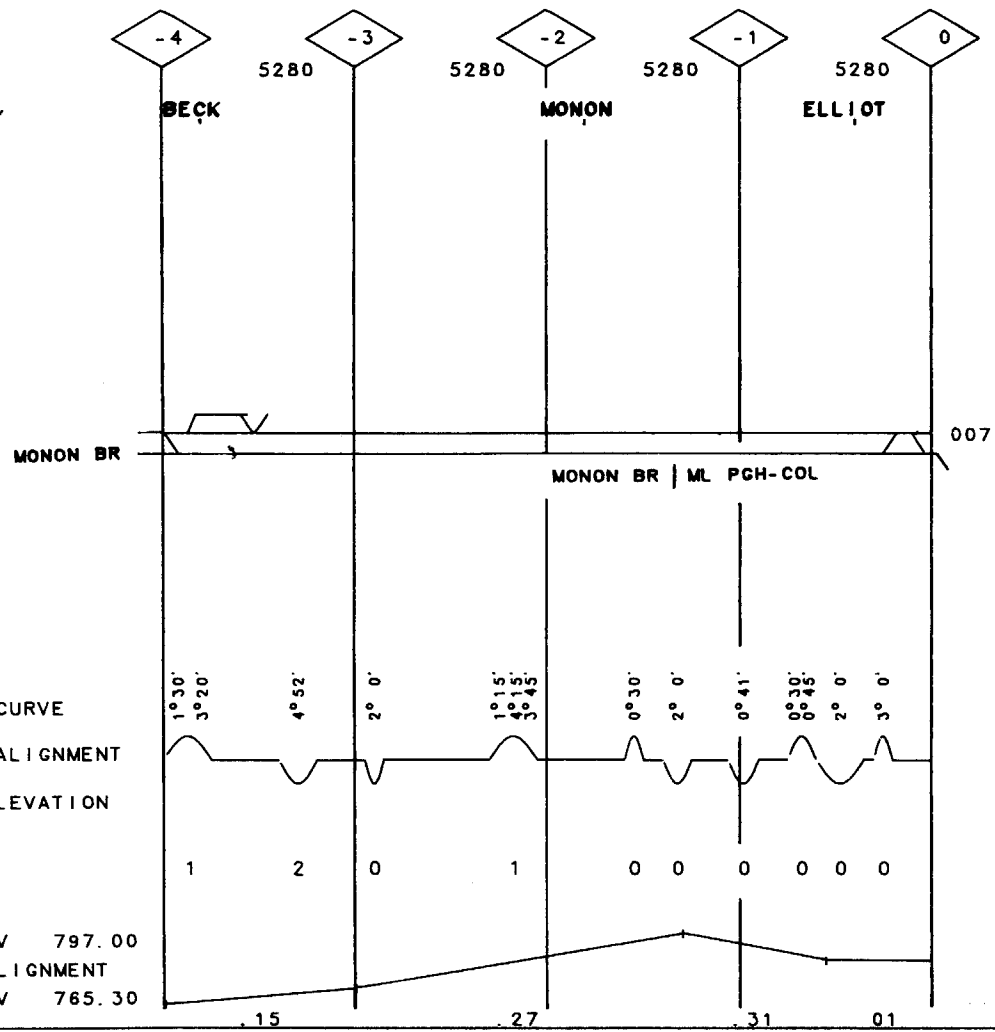 -4 -3 -2 -1 0
5280 5280 5280 5280
BECK MONON ELLIOT
007
MONON BR
MONON BR | ML PGH-COL
1°30' 3°20' 4°52' 2° 0' 1°15' 4°15' 3°45' 0°30' 2° 0' 0°41' 0°30' 0°45' 2° 0' 3° 0'
CURVE
ALIGNMENT
LEVATION
1 2 0 1 0 0 0 0 0 0
V 797.00
LIGNMENT
V 765.30
.15 .27 .31 01